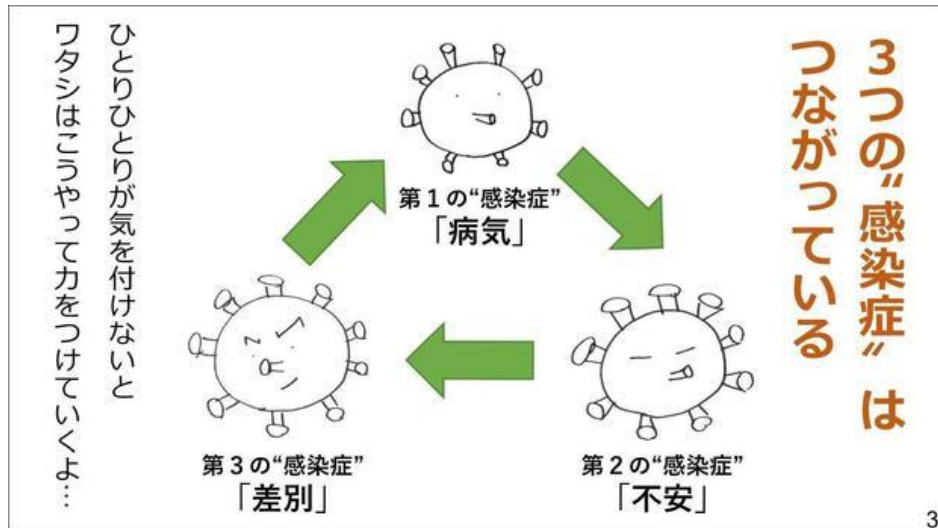 3つの“感染症”は
つながっている
第1の“感染症”
「病気」
第2の“感染症”
「不安」
第3の“感染症”
「差別」
ひとりひとりが気を付けないと
ワタシはこうやって力をつけていくよ…
3